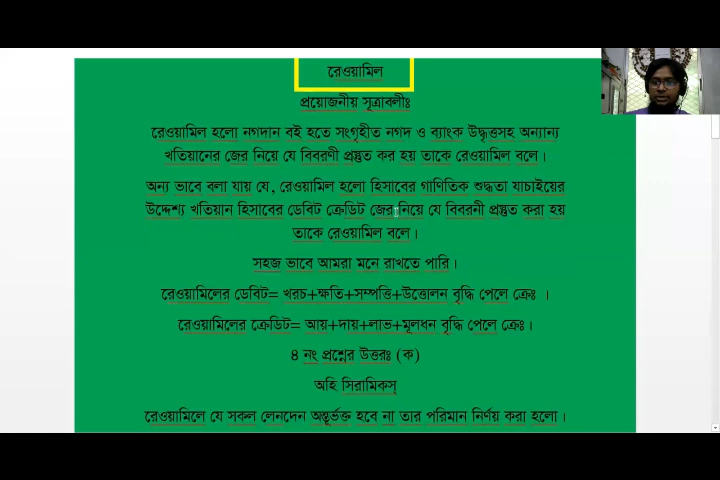 রেওয়ামিল
প্রয়োজনীয় সূত্রাবলীঃ
রেওয়ামিল হলো নগদান বই হতে সংগৃহীত নগদ ও ব্যাংক উদ্ধৃত্তসহ অন্যান্য
খতিয়ানের জের নিয়ে যে বিবরণী প্রস্তুত কর হয় তাকে রেওয়ামিল বলে।
অন্য ভাবে বলা যায় যে, রেওয়ামিল হলো হিসাবের গাণিতিক শুদ্ধতা যাচাইয়ের
উদ্দেশ্য খতিয়ান হিসাবের ডেবিট ক্রেডিট জের নিয়ে যে বিবরনী প্রস্তুত করা হয়
তাকে রেওয়ামিল বলে।
সহজ ভাবে আমরা মনে রাখতে পারি।
রেওয়ামিলের ডেবিট= খরচ+ক্ষতি+সম্পত্তি+উত্তোলন বৃদ্ধি পেলে ক্রেঃ ।
রেওয়ামিলের ক্রেডিট= আয়+দায়+লাভ+মূলধন বৃদ্ধি পেলে ক্রেঃ।
৪ নং প্রশ্নের উত্তরঃ (ক)
অহি সিরামিকস্
রেওয়ামিলে যে সকল লেনদেন অন্তূর্ভক্ত হবে না তার পরিমান নির্ণয় করা হলো।